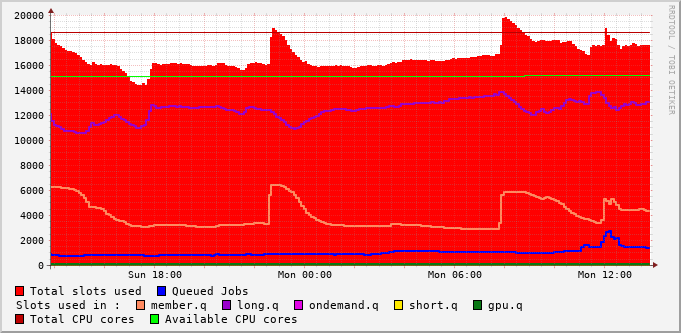 20000
18000
16000
14000
12000
10000
8000
6000
4000
2000
0
Sun 18:00 Mon 00:00 Mon 06:00 Mon 12:00
RRDTOOL / TOBI OETIKER
Total slots used Queued Jobs
Slots used in : member.q long.q ondemand.q short.q gpu.q
Total CPU cores Available CPU cores